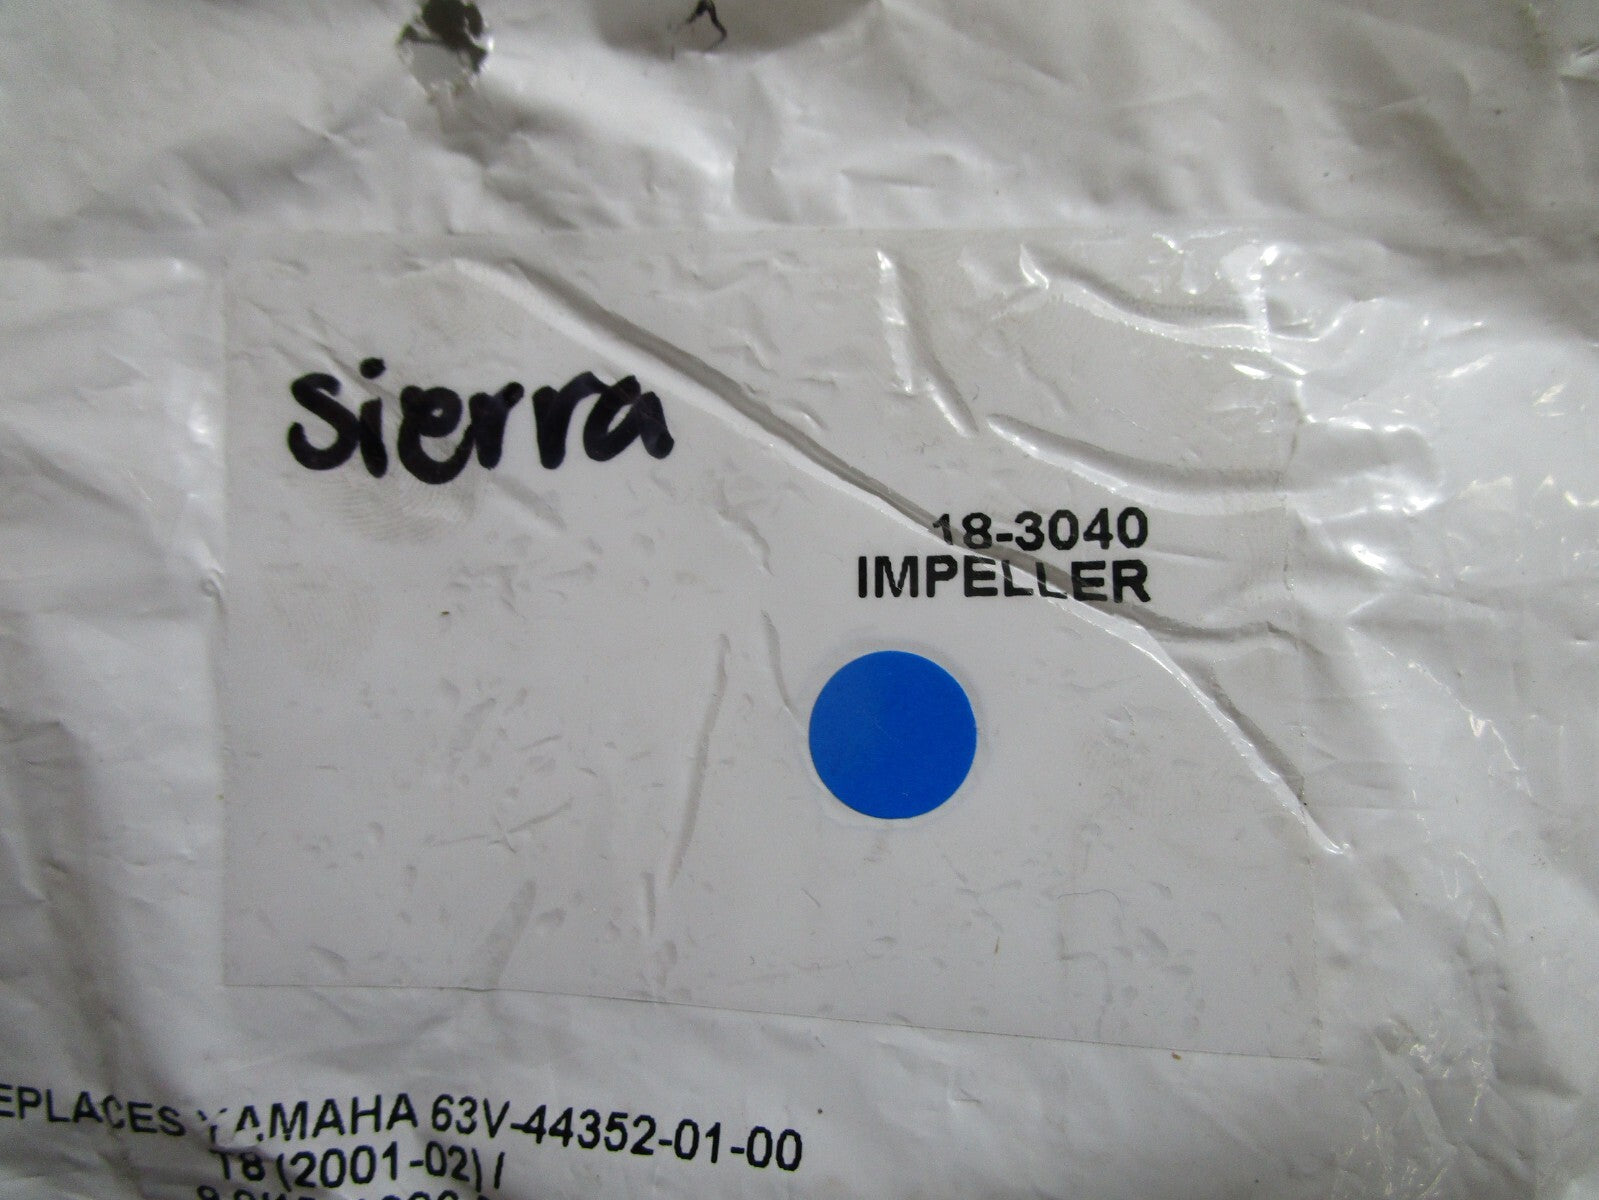 sierra
18-3040
IMPELLER
EPLACES YAMAHA 63V-44352-01-00
T8 (2001-02) /